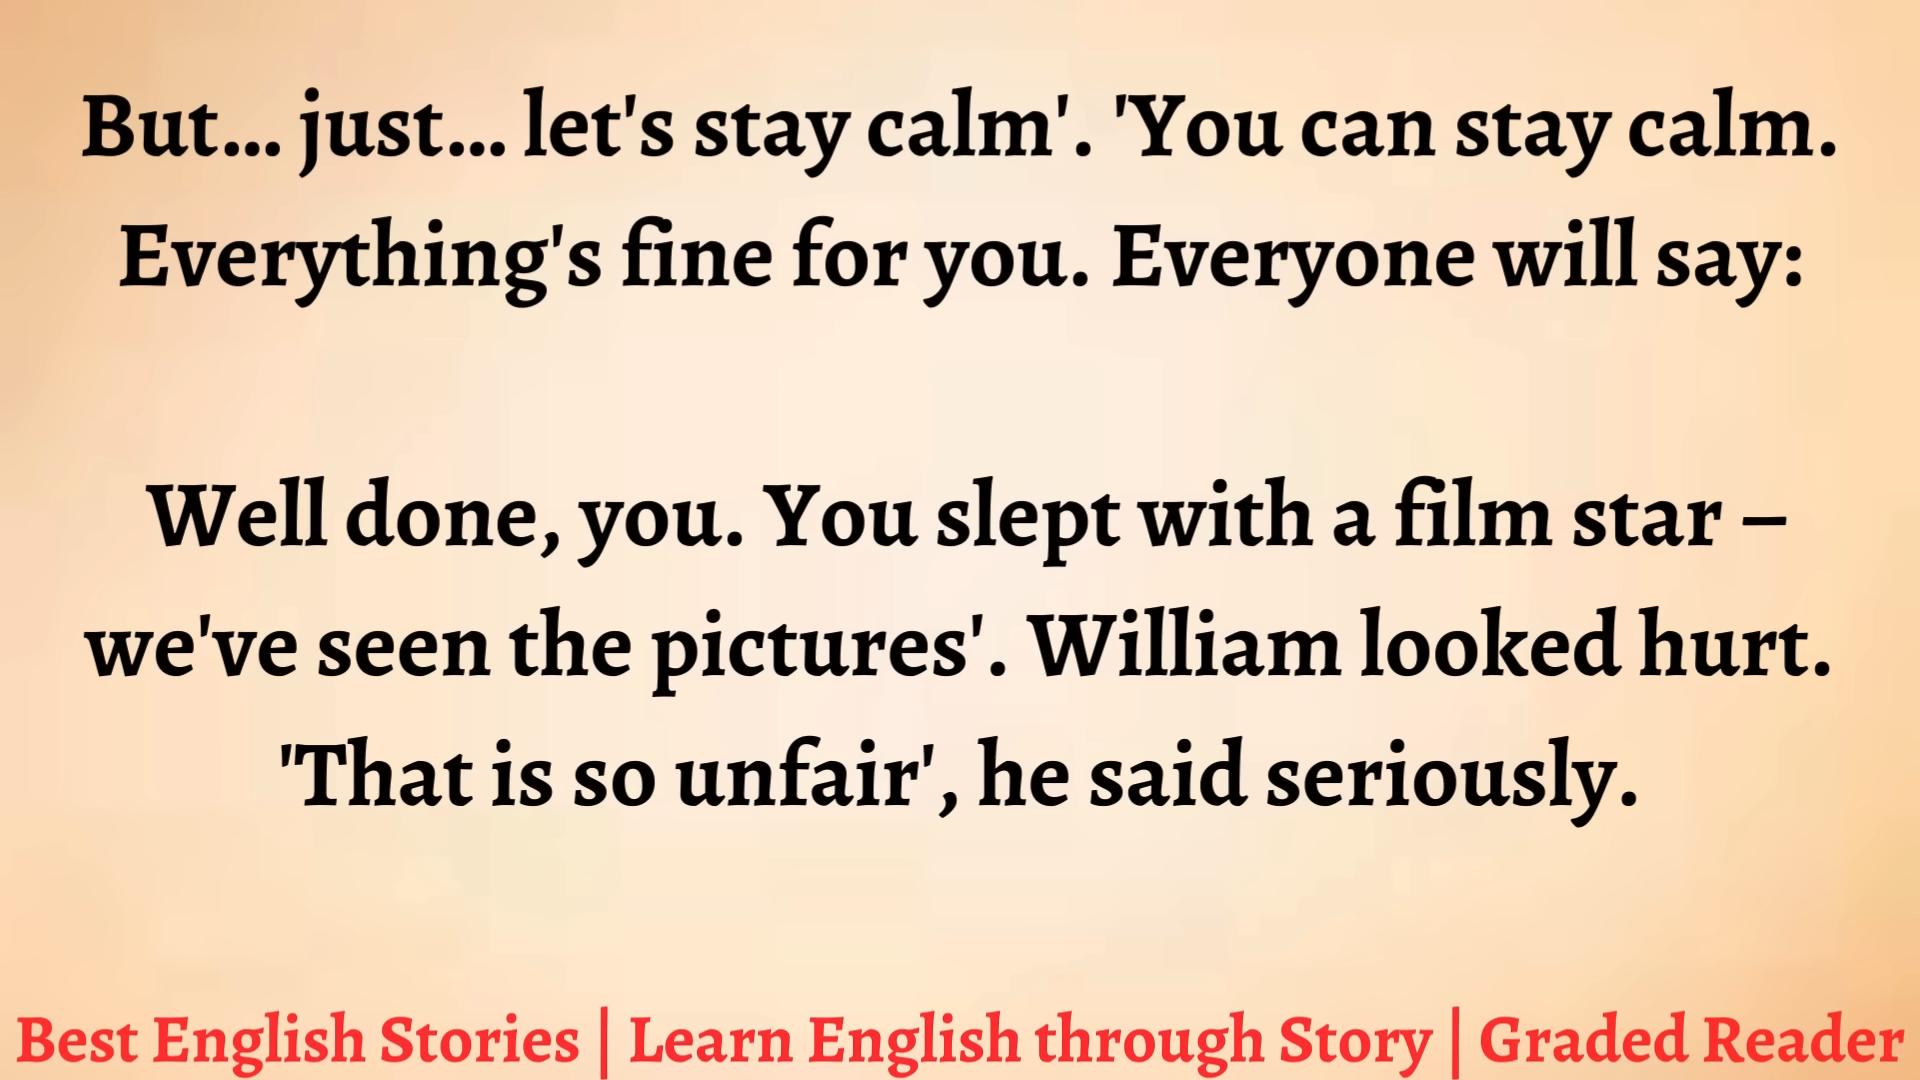 But... just... let's stay calm'. 'You can stay calm.
Everything's fine for you. Everyone will say:
Well done, you. You slept with a film star –
we've seen the pictures'. William looked hurt.
'That is so unfair', he said seriously.
Best English Stories | Learn English through Story | Graded Reader